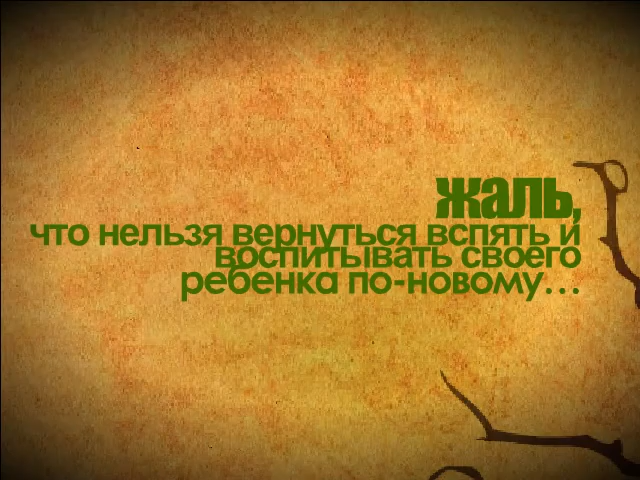 жаль,
что нельзя вернуться вспять и
воспитывать своего
ребенка по-новому...